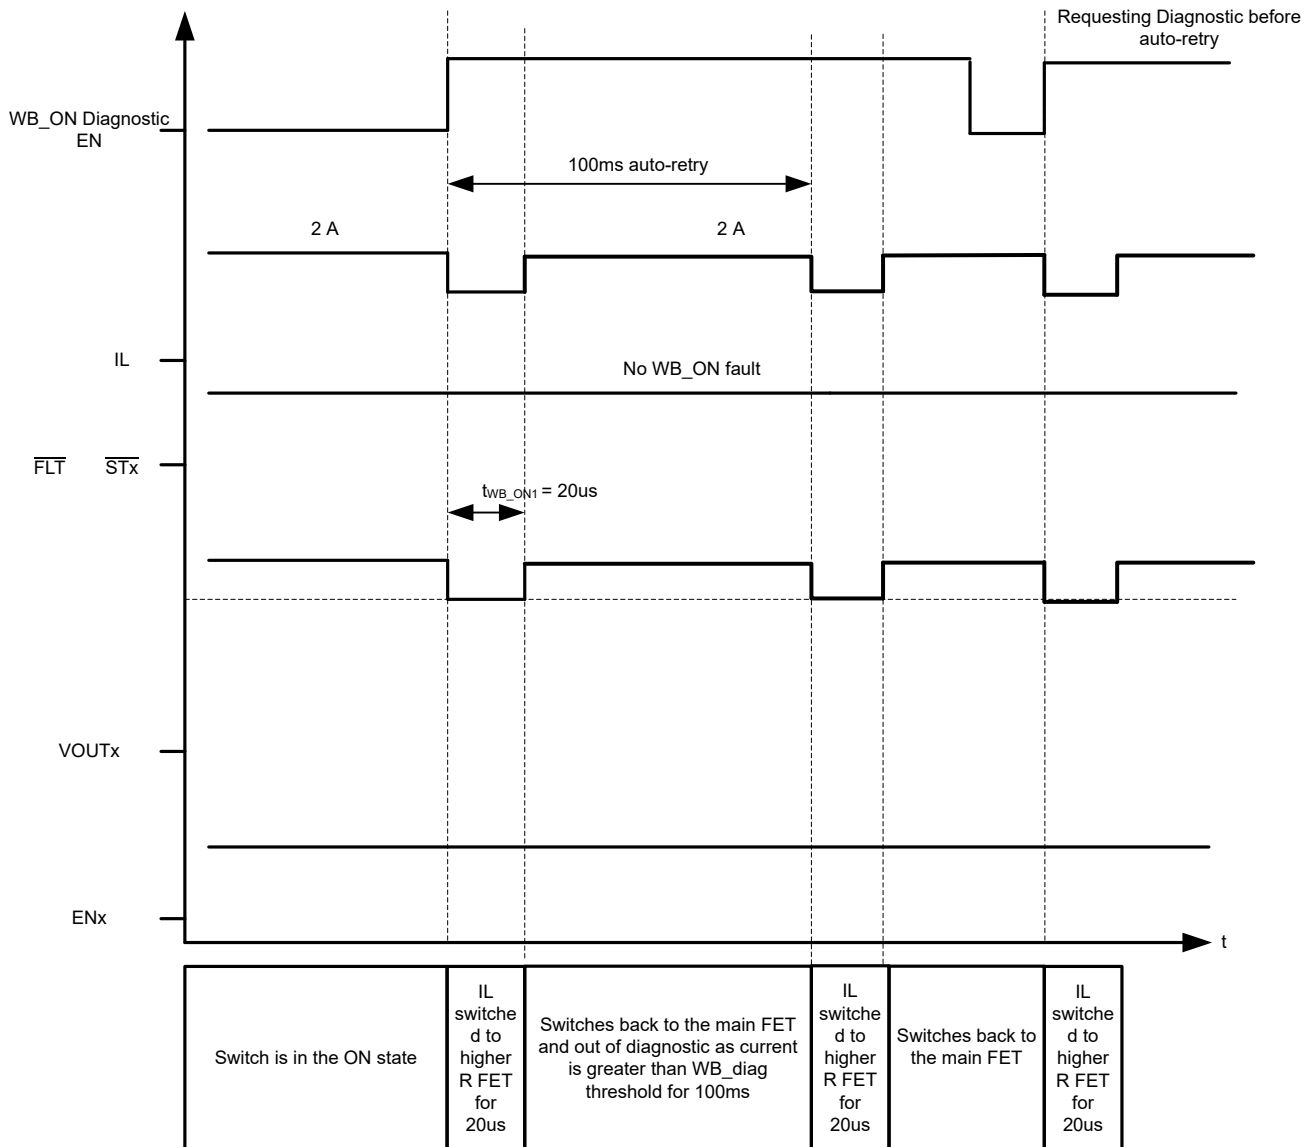 Requesting Diagnostic before
auto-retry
WB_ON Diagnostic
EN
100ms auto-retry
2 A
2 A
IL
No WB_ON fault
FLT STx
tWB_ON1 = 20us
VOUTx
ENx
t
Switch is in the ON state
IL
switche
d to
higher
R FET
for
20us
Switches back to the main FET
and out of diagnostic as current
is greater than WB_diag
threshold for 100ms
IL
switche
d to
higher
R FET
for
20us
Switches back to
the main FET
IL
switche
d to
higher
R FET
for
20us